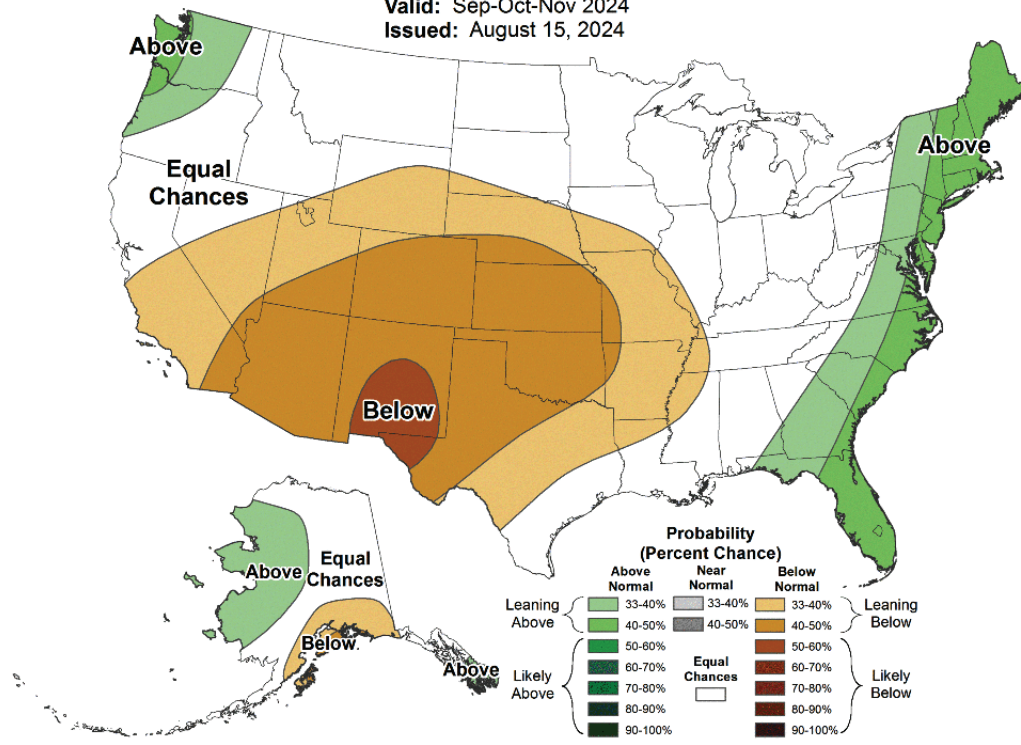 Valid: Sep-Oct-Nov 2024
Issued: August 15, 2024
Above
Equal
Chances
Above
Below
Above
Equal
Chances
Below
Above
Probability
(Percent Chance)
Above
Normal
Near
Normal
Below
Normal
Leaning
Above
33-40%
40-50%
33-40%
40-50%
33-40%
40-50%
Leaning
Below
Likely
Above
50-60%
60-70%
70-80%
80-90%
90-100%
Equal
Chances
50-60%
60-70%
70-80%
80-90%
90-100%
Likely
Below